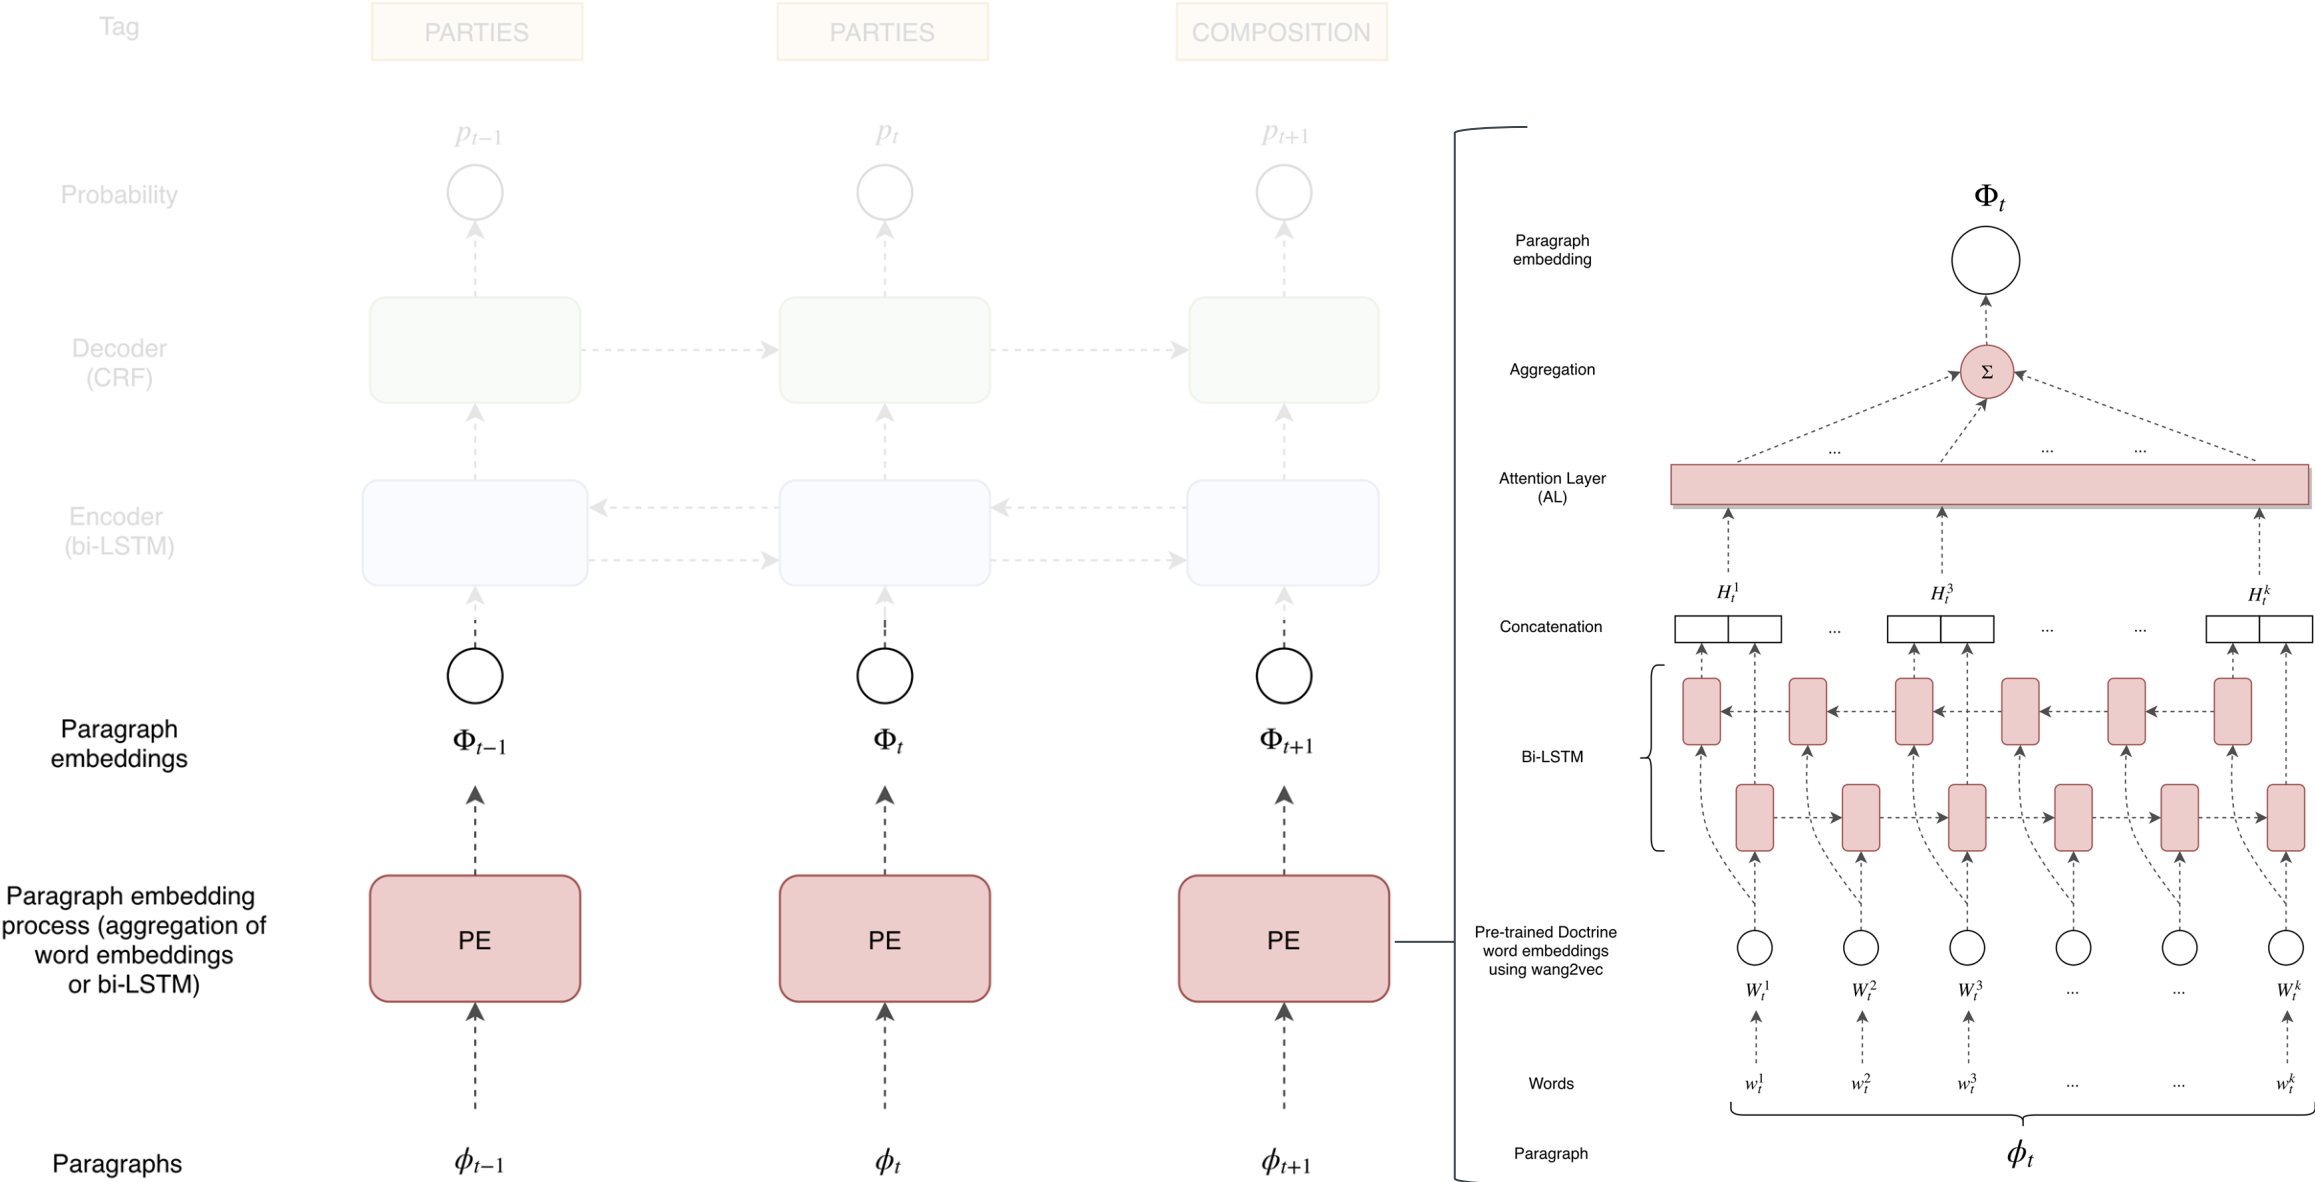 Tag
PARTIES
PARTIES
COMPOSITION
p_{t-1}
p_t
p_{t+1}
Probability
Decoder
(CRF)
Encoder
(bi-LSTM)
Paragraph
embeddings
Φ_{t-1}
Φ_t
Φ_{t+1}
Paragraph embedding
process (aggregation of
word embeddings
or bi-LSTM)
PE
PE
PE
Paragraphs
ϕ_{t-1}
ϕ_t
ϕ_{t+1}
Φ_t
Paragraph
embedding
Aggregation
Σ
... ... ...
Attention Layer
(AL)
H_t^1
H_t^3
H_t^k
Concatenation
... ... ...
Bi-LSTM
Pre-trained Doctrine
word embeddings
using wang2vec
W_t^1 W_t^2 W_t^3 ... ... W_t^k
Words
w_t^1 w_t^2 w_t^3 ... ... w_t^k
Paragraph
ϕ_t